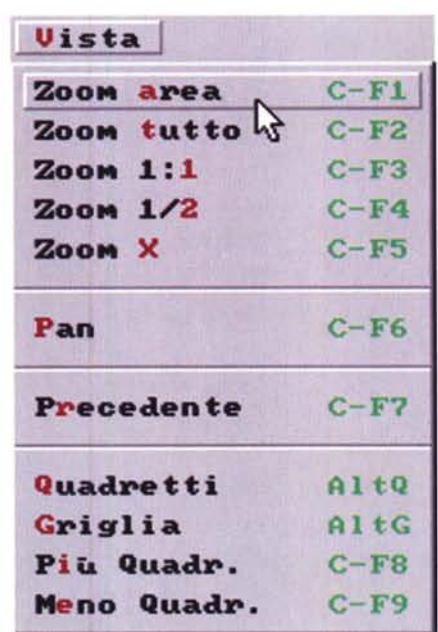 Vista
Zoom area C-F1
Zoom tutto C-F2
Zoom 1:1 C-F3
Zoom 1/2 C-F4
Zoom X C-F5
Pan C-F6
Precedente C-F7
Quadretti AltQ
Griglia AltG
Più Quadr. C-F8
Meno Quadr. C-F9